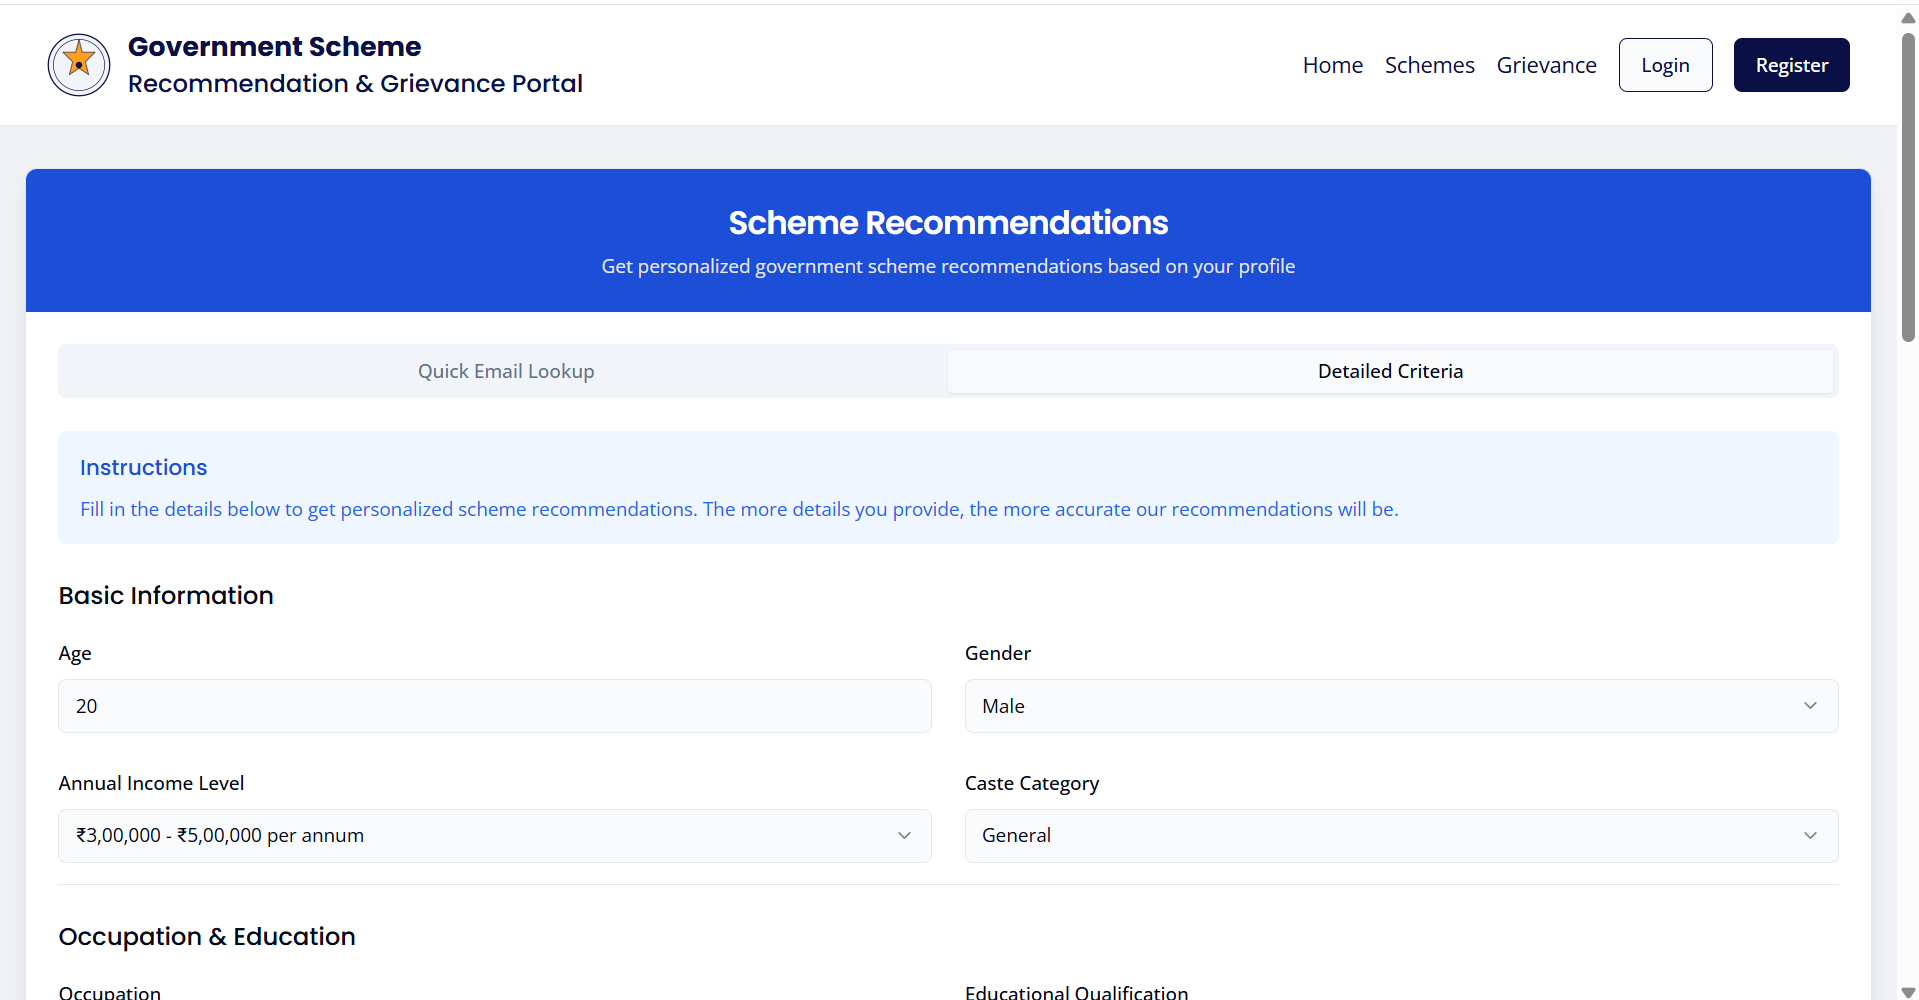 Government Scheme
Recommendation & Grievance Portal
Home Schemes Grievance Login Register
Scheme Recommendations
Get personalized government scheme recommendations based on your profile
Quick Email Lookup Detailed Criteria
Instructions
Fill in the details below to get personalized scheme recommendations. The more details you provide, the more accurate our recommendations will be.
Basic Information
Age Gender
20 Male
Annual Income Level Caste Category
₹3,00,000 - ₹5,00,000 per annum General
Occupation & Education
Occupation Educational Qualification